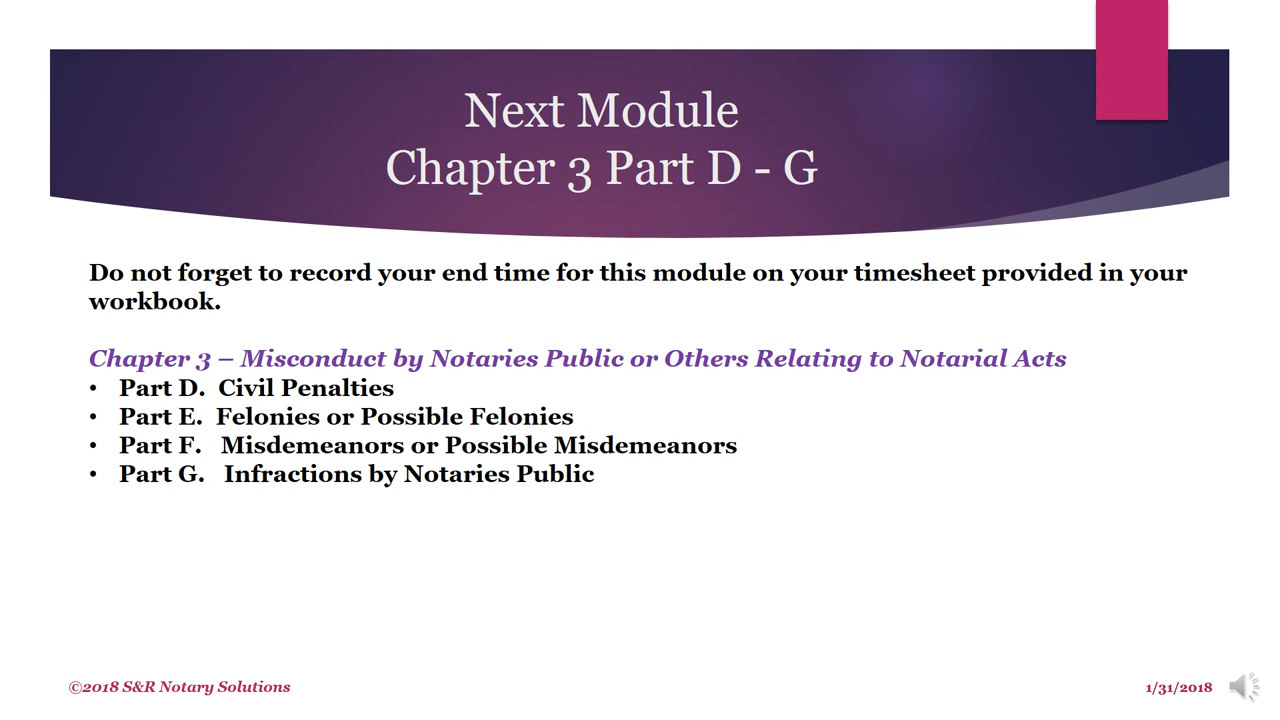 Next Module
Chapter 3 Part D - G
Do not forget to record your end time for this module on your timesheet provided in your
workbook.
Chapter 3 – Misconduct by Notaries Public or Others Relating to Notarial Acts
• Part D. Civil Penalties
• Part E. Felonies or Possible Felonies
• Part F. Misdemeanors or Possible Misdemeanors
• Part G. Infractions by Notaries Public
©2018 S&R Notary Solutions
1/31/2018